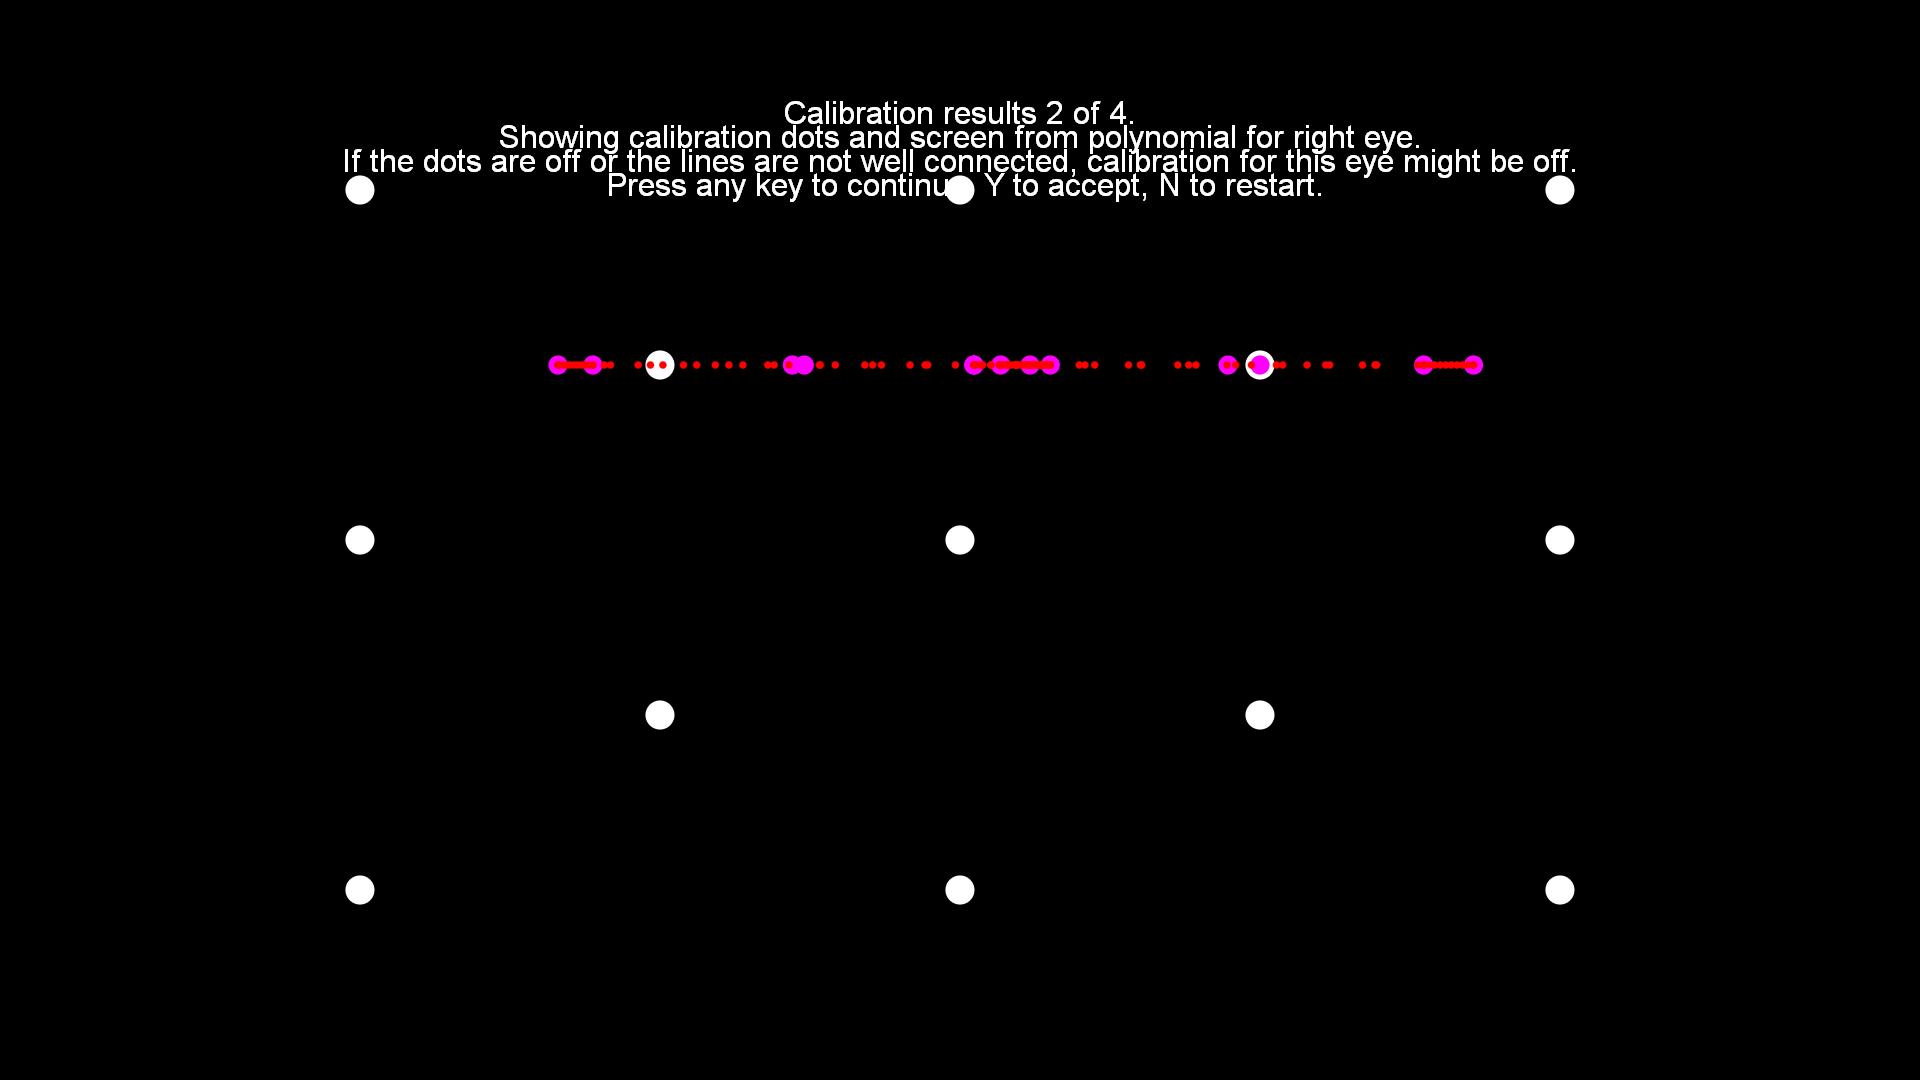 Calibration results 2 of 4.
Showing calibration dots and screen from polynomial for right eye.
If the dots are off or the lines are not well connected, calibration for this eye might be off.
Press any key to continue Y to accept, N to restart.